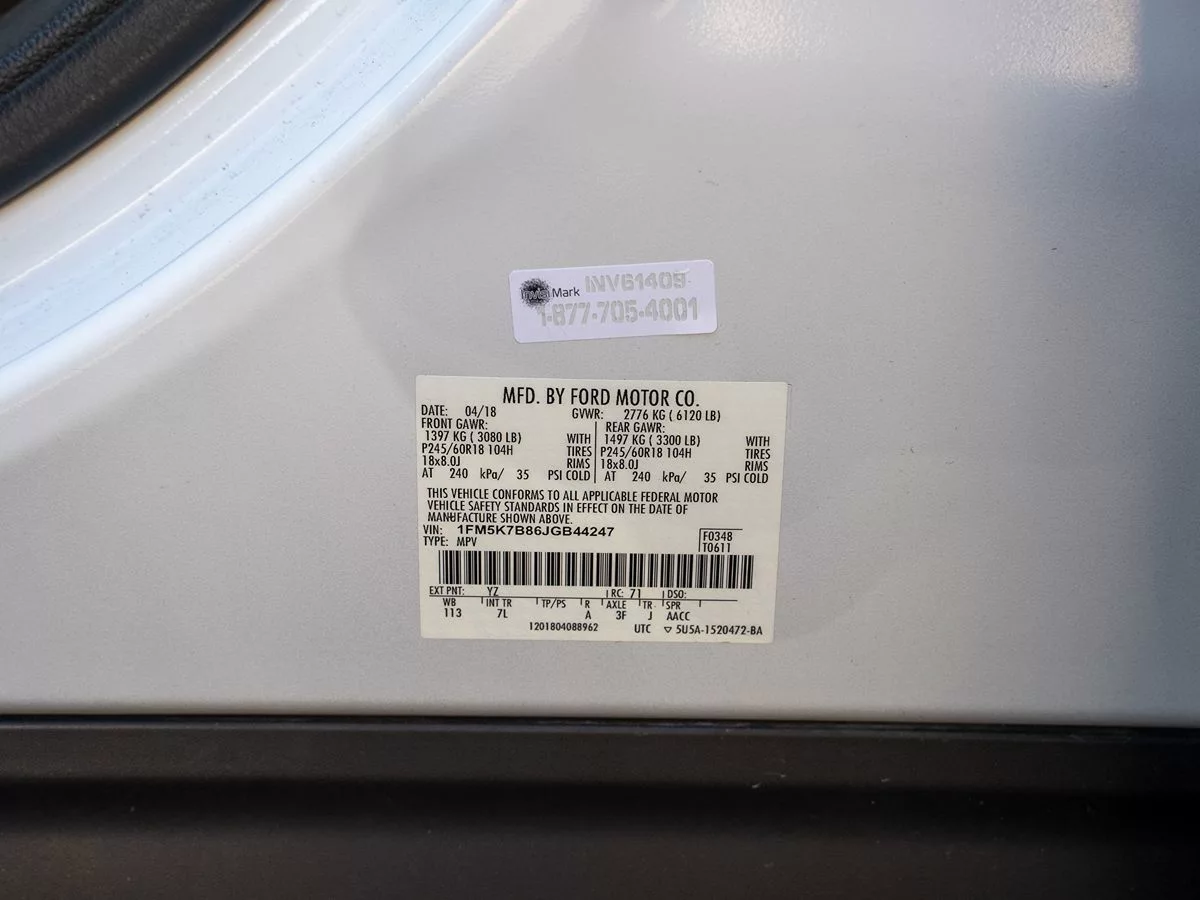 InvisiMark INV61409
1-877-705-4001
MFD. BY FORD MOTOR CO.
DATE: 04/18 GVWR: 2776 KG ( 6120 LB)
FRONT GAWR: REAR GAWR:
1397 KG ( 3080 LB) WITH 1497 KG ( 3300 LB) WITH
P245/60R18 104H TIRES P245/60R18 104H TIRES
18x8.0J RIMS 18x8.0J RIMS
AT 240 kPa/ 35 PSI COLD AT 240 kPa/ 35 PSI COLD
THIS VEHICLE CONFORMS TO ALL APPLICABLE FEDERAL MOTOR
VEHICLE SAFETY STANDARDS IN EFFECT ON THE DATE OF
MANUFACTURE SHOWN ABOVE.
VIN: 1FM5K7B86JGB44247 F0348
TYPE: MPV T0611
EXT PNT: YZ RC: 71 DSO:
WB INT TR TP/PS R AXLE TR SPR
113 7L A 3F J AACC
1201804088962 UTC ▽ 5U5A-1520472-BA